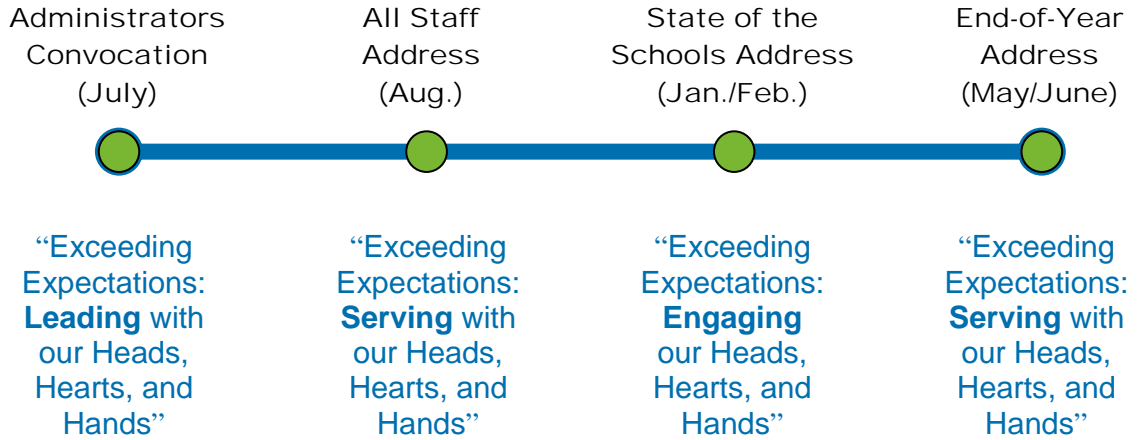 Administrators
Convocation
(July)
All Staff
Address
(Aug.)
State of the
Schools Address
(Jan./Feb.)
End-of-Year
Address
(May/June)
“Exceeding
Expectations:
Leading with
our Heads,
Hearts, and
Hands”
“Exceeding
Expectations:
Serving with
our Heads,
Hearts, and
Hands”
“Exceeding
Expectations:
Engaging
our Heads,
Hearts, and
Hands”
“Exceeding
Expectations:
Serving with
our Heads,
Hearts, and
Hands”